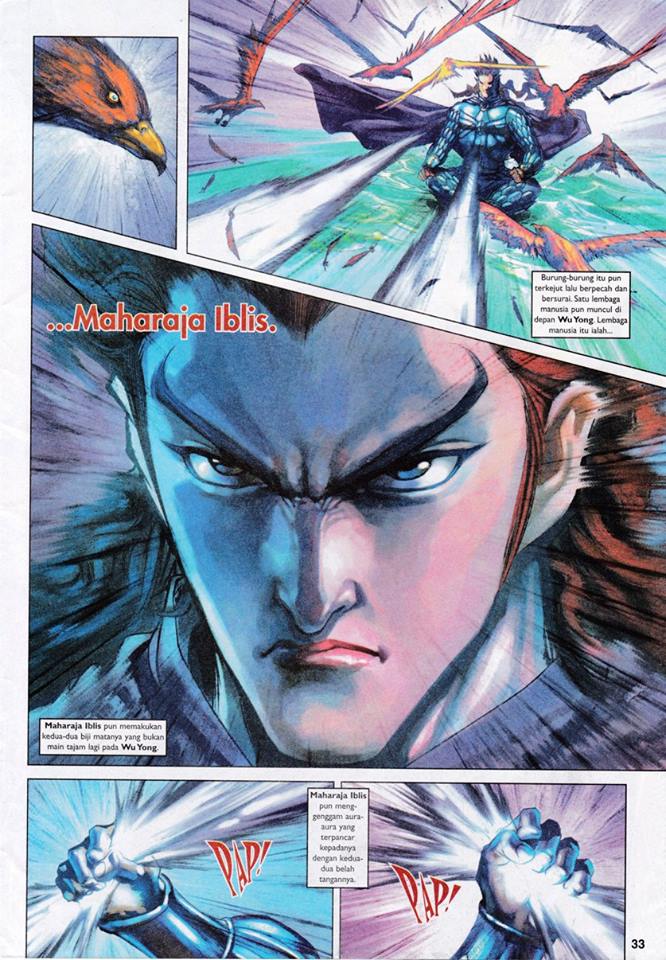 Burung-burung itu pun
terkejut lalu berpecah dan
bersurai. Satu lembaga
manusia pun muncul di
depan Wu Yong. Lembaga
manusia itu ialah...
...Maharaja Iblis.
Maharaja Iblis pun memakukan
kedua-dua biji matanya yang bukan
main tajam lagi pada Wu Yong.
Maharaja Iblis
pun meng-
genggam aura-
aura yang
terpancar
kepadanya
dengan kedua-
dua belah
tangannya.
PAP!
PAP!
33